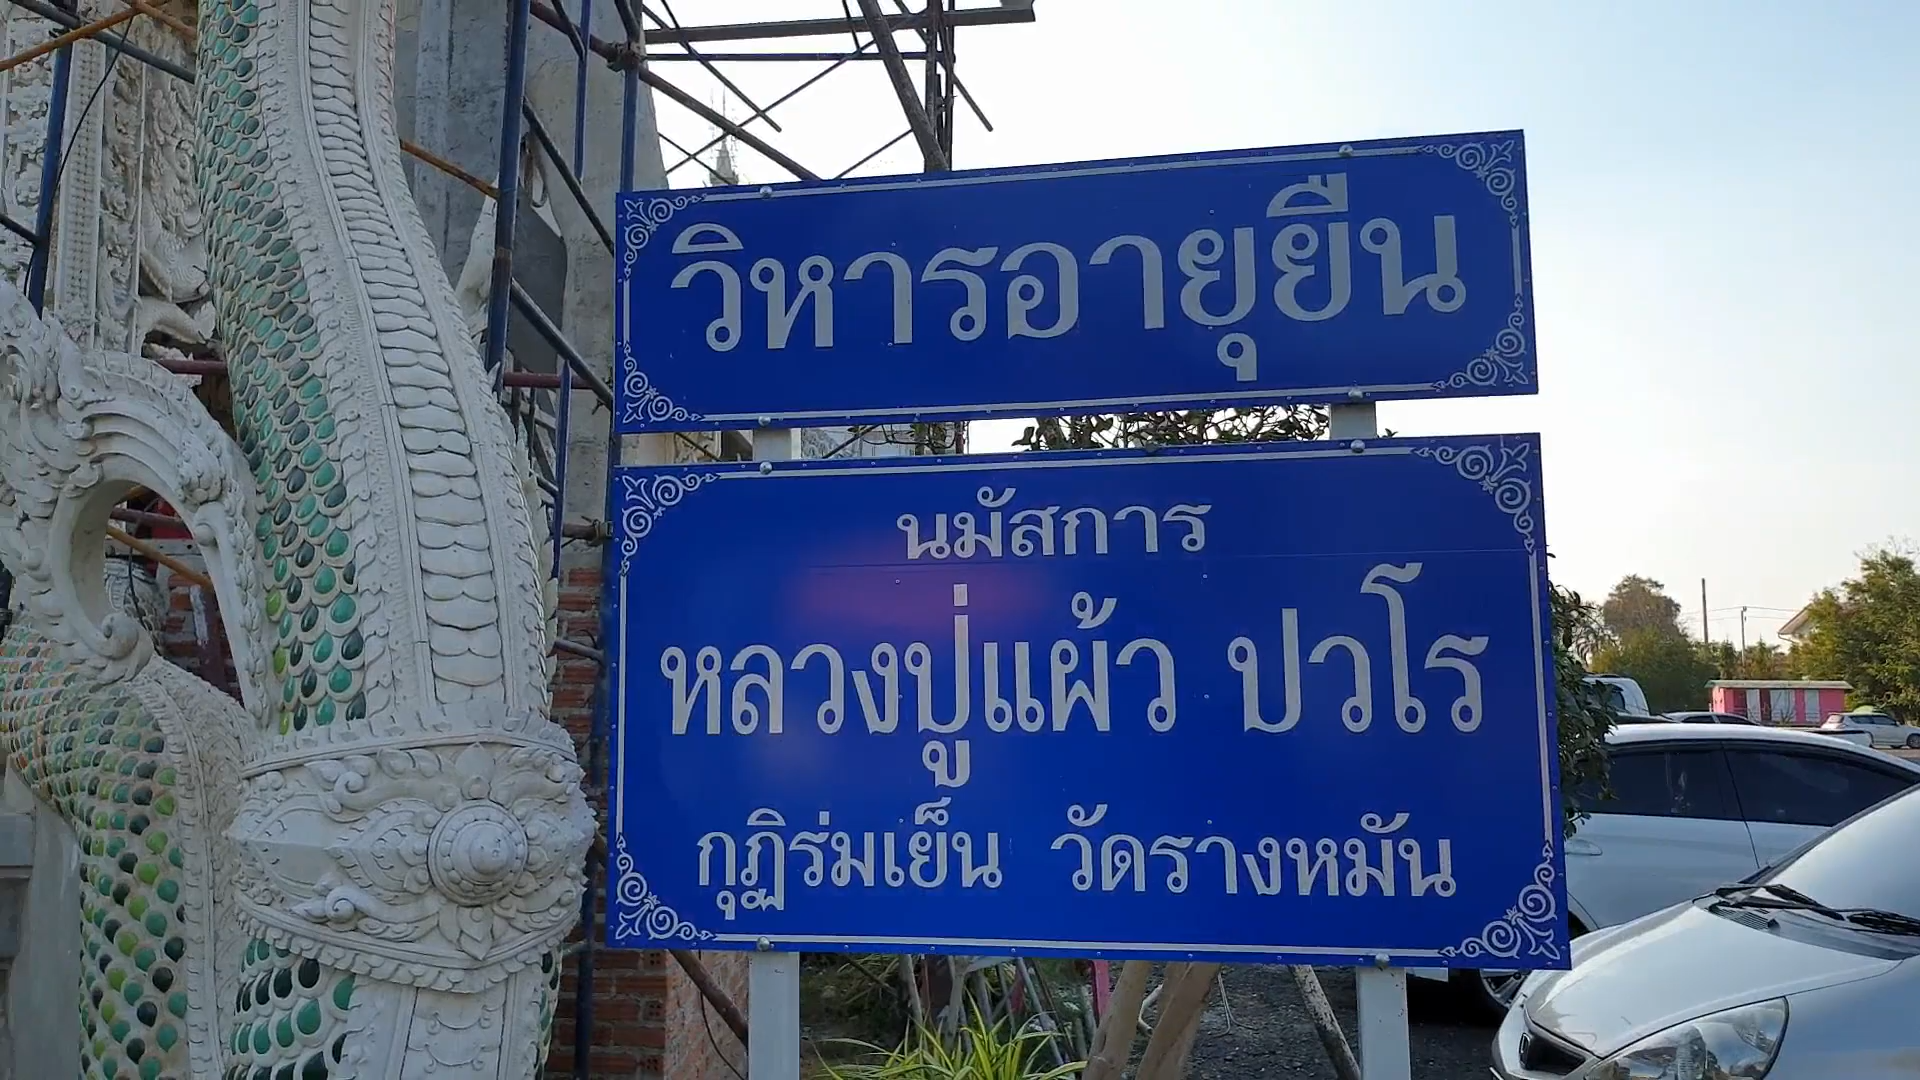 วิหารอายุยืน
นมัสการ
หลวงปู่แผ้ว ปวโร
กุฏิร่มเย็น วัดรางหมัน